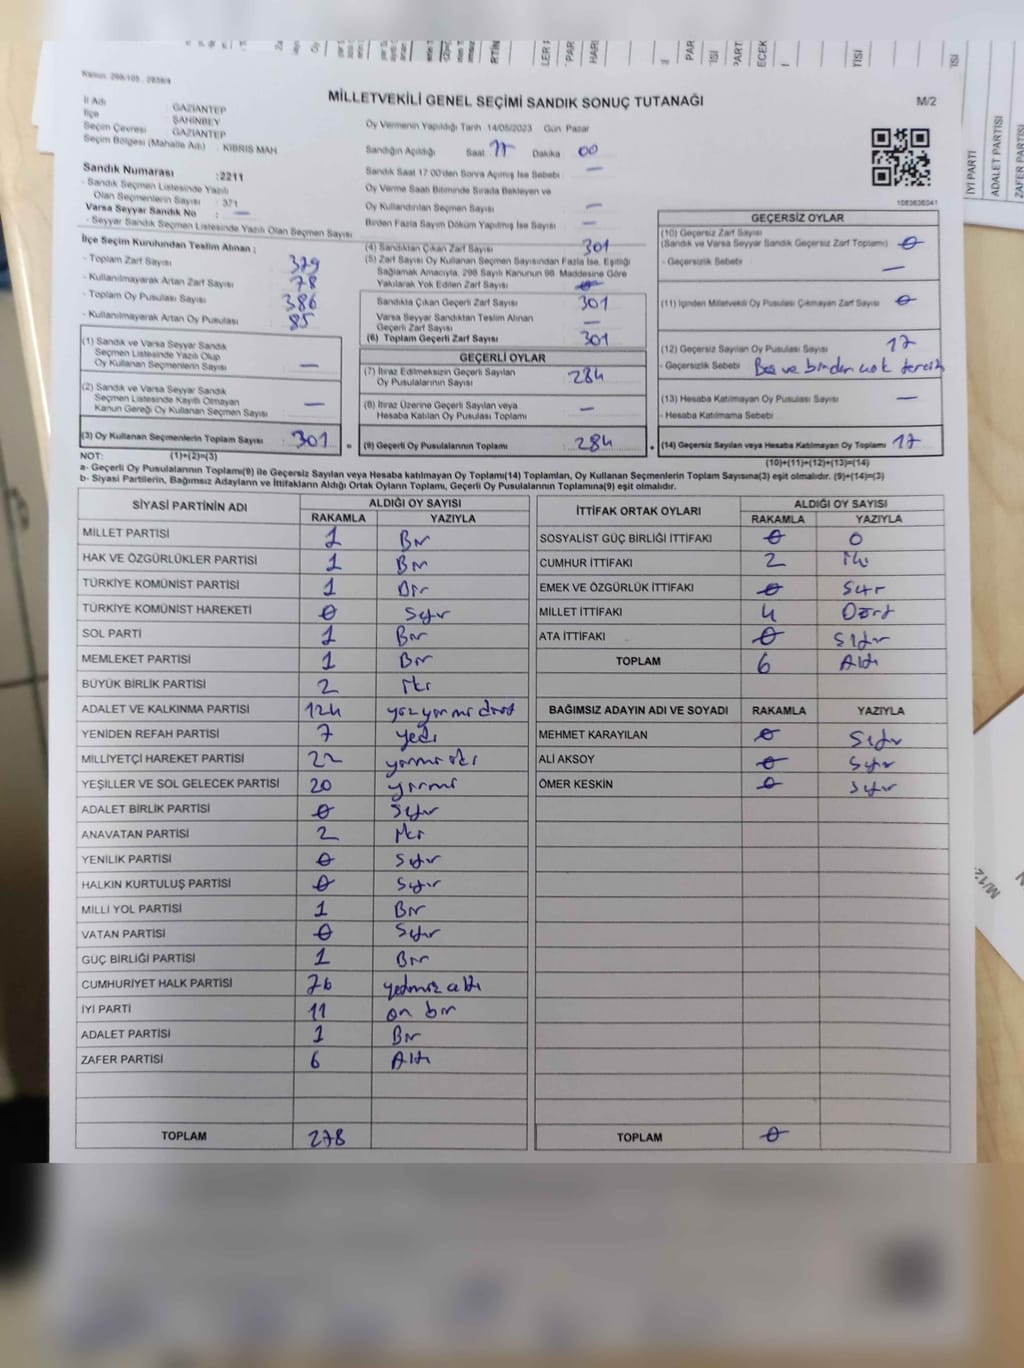 Kanun: 298/105 , 2839/4
MİLLETVEKİLİ GENEL SEÇİMİ SANDIK SONUÇ TUTANAĞI M/2
İl Adı GAZİANTEP
İlçe ŞAHİNBEY
Seçim Çevresi GAZİANTEP
Seçim Bölgesi (Mahalle Adı) : KIBRIS MAH.
Oy Vermenin Yapıldığı Tarih 14/05/2023 Gün Pazar
Sandığın Açıldığı Saat 17 Dakika 00
Sandık Numarası :2211
- Sandık Seçmen Listesinde Yazılı
Olan Seçmenlerin Sayısı : 371
Varsa Seyyar Sandık No : —
- Seyyar Sandık Seçmen Listesinde Yazılı Olan Seçmen Sayısı
Sandık Saat 17:00'den Sonra Açılmış İse Sebebi : —
Oy Verme Saati Bitiminde Sırada Bekleyen ve
Oy Kullandırılan Seçmen Sayısı —
Birden Fazla Sayım Döküm Yapılmış İse Sayısı —
1083636341
İlçe Seçim Kurulundan Teslim Alınan ;
- Toplam Zarf Sayısı 379
- Kullanılmayarak Artan Zarf Sayısı 78
- Toplam Oy Pusulası Sayısı 386
- Kullanılmayarak Artan Oy Pusulası 85
(1) Sandık ve Varsa Seyyar Sandık
Seçmen Listesinde Yazılı Olup
Oy Kullanan Seçmenlerin Sayısı : —
(2) Sandık ve Varsa Seyyar Sandık
Seçmen Listesinde Kayıtlı Olmayan
Kanun Gereği Oy Kullanan Seçmen Sayısı : —
(3) Oy Kullanan Seçmenlerin Toplam Sayısı 301
(4) Sandıktan Çıkan Zarf Sayısı 301
(5) Zarf Sayısı Oy Kullanan Seçmen Sayısından Fazla İse, Eşitliği
Sağlamak Amacıyla, 298 Sayılı Kanunun 98. Maddesine Göre
Yakılarak Yok Edilen Zarf Sayısı 0
Sandıkta Çıkan Geçerli Zarf Sayısı 301
Varsa Seyyar Sandıktan Teslim Alınan
Geçerli Zarf Sayısı —
(6) Toplam Geçerli Zarf Sayısı 301
GEÇERLİ OYLAR
(7) İtiraz Edilmeksizin Geçerli Sayılan
Oy Pusulalarının Sayısı 284
(8) İtiraz Üzerine Geçerli Sayılan veya
Hesaba Katılan Oy Pusulası Toplamı —
(9) Geçerli Oy Pusulalarının Toplamı 284
GEÇERSİZ OYLAR
(10) Geçersiz Zarf Sayısı
(Sandık ve Varsa Seyyar Sandık Geçersiz Zarf Toplamı) 0
- Geçersizlik Sebebi —
(11) İçinden Milletvekili Oy Pusulası Çıkmayan Zarf Sayısı 0
(12) Geçersiz Sayılan Oy Pusulası Sayısı 17
- Geçersizlik Sebebi Boş ve birden çok tercih
(13) Hesaba Katılmayan Oy Pusulası Sayısı —
- Hesaba Katılmama Sebebi
(14) Geçersiz Sayılan veya Hesaba Katılmayan Oy Toplamı 17
NOT: (1)+(2)=(3) (10)+(11)+(12)+(13)=(14)
a- Geçerli Oy Pusulalarının Toplamı(9) ile Geçersiz Sayılan veya Hesaba katılmayan Oy Toplamı(14) Toplamları, Oy Kullanan Seçmenlerin Toplam Sayısına(3) eşit olmalıdır. (9)+(14)=(3)
b- Siyasi Partilerin, Bağımsız Adayların ve İttifakların Aldığı Ortak Oyların Toplamı, Geçerli Oy Pusulalarının Toplamına(9) eşit olmalıdır.
SİYASİ PARTİNİN ADI ALDIĞI OY SAYISI
RAKAMLA YAZIYLA
MİLLET PARTİSİ 1 Bir
HAK VE ÖZGÜRLÜKLER PARTİSİ 1 Bir
TÜRKİYE KOMÜNİST PARTİSİ 1 Bir
TÜRKİYE KOMÜNİST HAREKETİ 0 Sıfır
SOL PARTİ 1 Bir
MEMLEKET PARTİSİ 1 Bir
BÜYÜK BİRLİK PARTİSİ 2 İki
ADALET VE KALKINMA PARTİSİ 124 yüz yirmi dört
YENİDEN REFAH PARTİSİ 7 yedi
MİLLİYETÇİ HAREKET PARTİSİ 22 yirmi iki
YEŞİLLER VE SOL GELECEK PARTİSİ 20 yirmi
ADALET BİRLİK PARTİSİ 0 Sıfır
ANAVATAN PARTİSİ 2 İki
YENİLİK PARTİSİ 0 Sıfır
HALKIN KURTULUŞ PARTİSİ 0 Sıfır
MİLLİ YOL PARTİSİ 1 Bir
VATAN PARTİSİ 0 Sıfır
GÜÇ BİRLİĞİ PARTİSİ 1 Bir
CUMHURİYET HALK PARTİSİ 76 yetmiş altı
İYİ PARTİ 11 on bir
ADALET PARTİSİ 1 Bir
ZAFER PARTİSİ 6 Altı
TOPLAM 278
İTTİFAK ORTAK OYLARI ALDIĞI OY SAYISI
RAKAMLA YAZIYLA
SOSYALİST GÜÇ BİRLİĞİ İTTİFAKI 0 0
CUMHUR İTTİFAKI 2 iki
EMEK VE ÖZGÜRLÜK İTTİFAKI 0 Sıfır
MİLLET İTTİFAKI 4 Dört
ATA İTTİFAKI 0 Sıfır
TOPLAM 6 Altı
BAĞIMSIZ ADAYIN ADI VE SOYADI RAKAMLA YAZIYLA
MEHMET KARAYILAN 0 Sıfır
ALİ AKSOY 0 Sıfır
ÖMER KESKİN 0 Sıfır
TOPLAM 0
İYİ PARTİ
ADALET PARTİSİ
ZAFER PARTİSİ
M/12